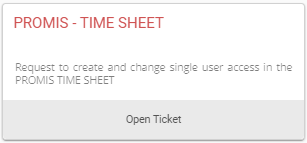 PROMIS - TIME SHEET
Request to create and change single user access in the
PROMIS TIME SHEET
Open Ticket